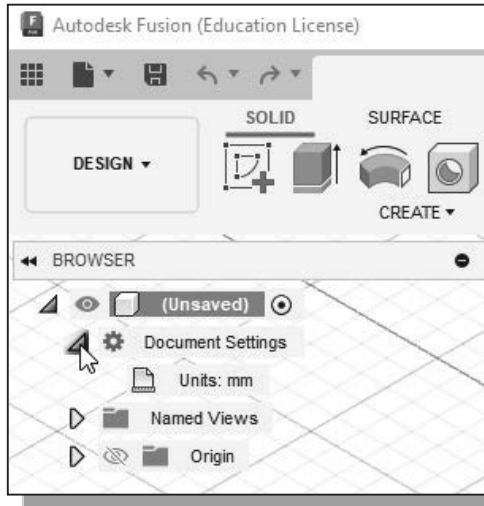 Autodesk Fusion (Education License)
SOLID SURFACE
DESIGN
CREATE
BROWSER
(Unsaved)
Document Settings
Units: mm
Named Views
Origin